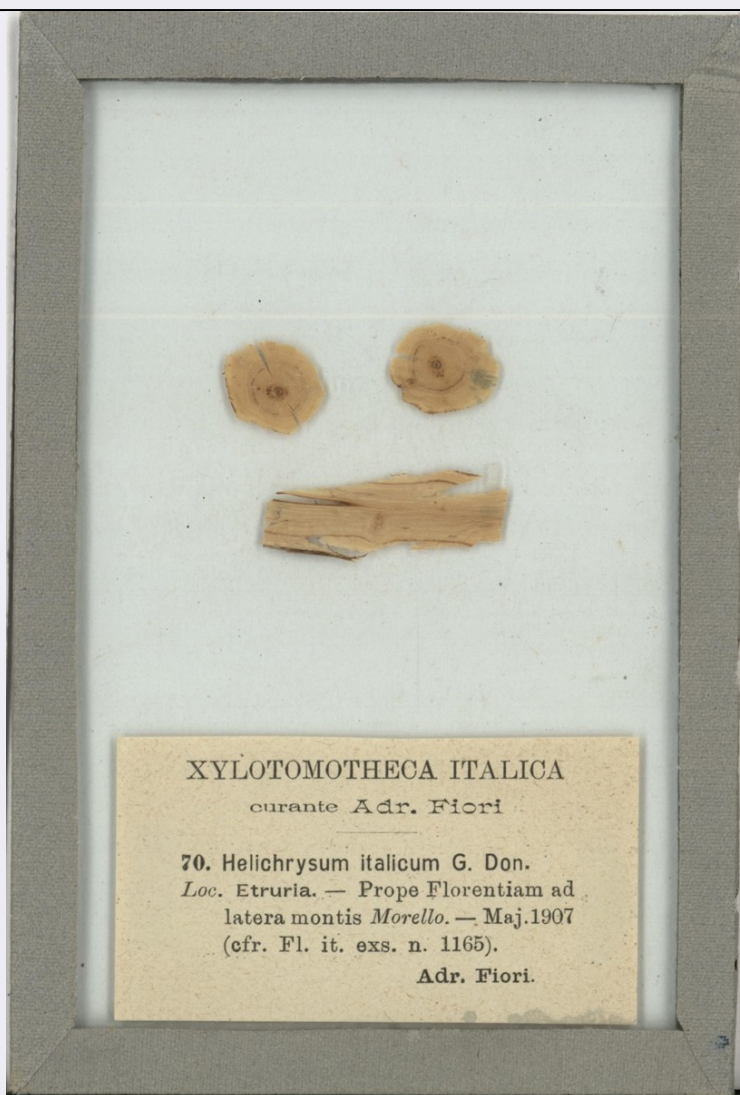 XYLOTOMOTHECA ITALICA
curante Adr. Fiori
70. Helichrysum italicum G. Don.
Loc. Etruria. — Prope Florentiam ad
latera montis Morello. — Maj. 1907
(cfr. Fl. it. exs. n. 1165).
Adr. Fiori.